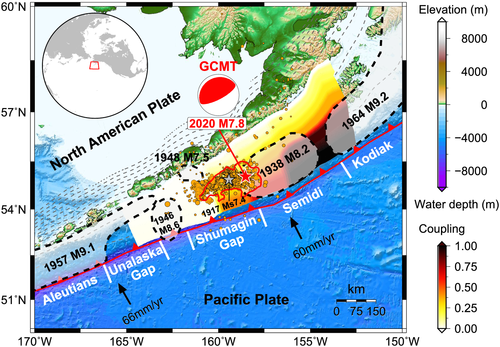 60°N
57°N
54°N
51°N
170°W
165°W
160°W
155°W
150°W
North American Plate
GCMT
2020 M7.8
1948 M7.5
1938 M8.2
1964 M9.2
1946
M8.6
1917 Ms7.4
1957 M9.1
Kodiak
Semidi
Shumagin
Gap
Unalaska
Gap
Aleutians
66mm/yr
60mm/yr
Pacific Plate
km
0 75 150
Elevation (m)
8000
4000
0
−4000
−8000
Water depth (m)
Coupling
1.00
0.75
0.50
0.25
0.00